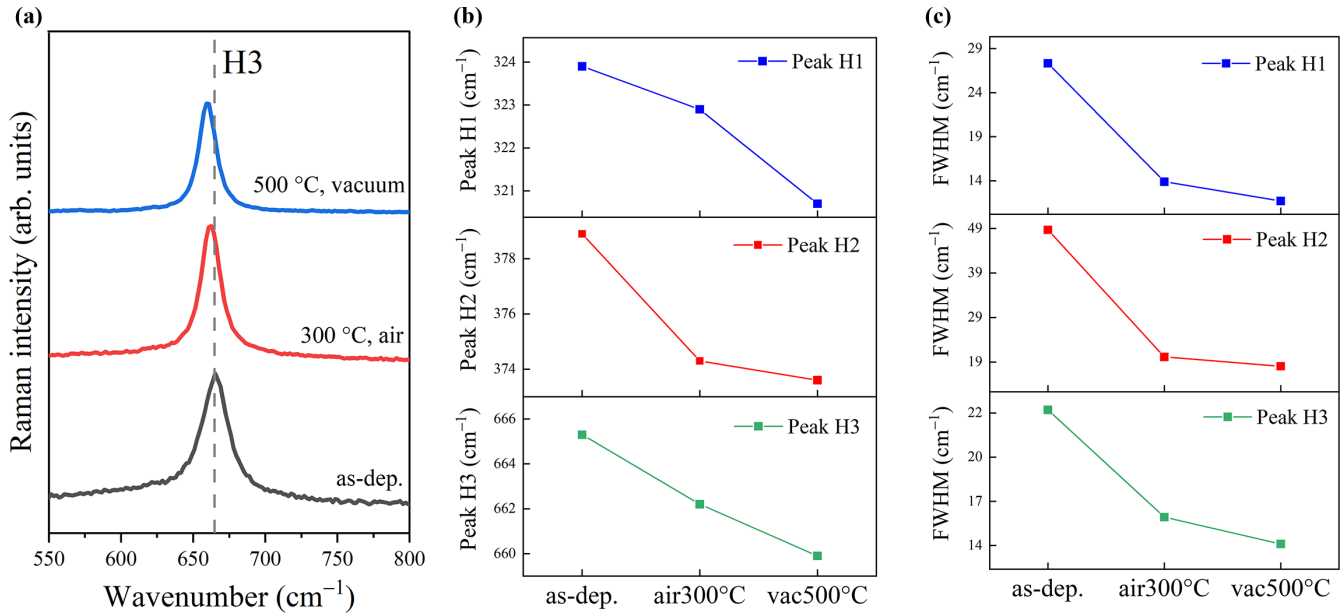 (a)
H3
500 °C, vacuum
300 °C, air
as-dep.
Raman intensity (arb. units)
550 600 650 700 750 800
Wavenumber (cm⁻¹)
(b)
Peak H1
324
323
322
321
Peak H1 (cm⁻¹)
Peak H2
378
376
374
Peak H2 (cm⁻¹)
Peak H3
666
664
662
660
Peak H3 (cm⁻¹)
as-dep. air300°C vac500°C
(c)
Peak H1
29
24
19
14
FWHM (cm⁻¹)
Peak H2
49
39
29
19
FWHM (cm⁻¹)
Peak H3
22
22
17
14
FWHM (cm⁻¹)
as-dep. air300°C vac500°C